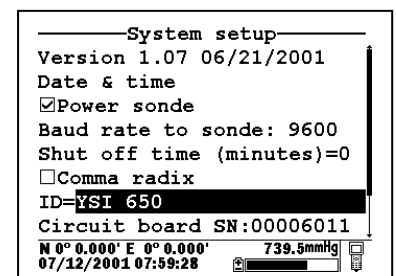 System setup
Version 1.07 06/21/2001
Date & time
☑Power sonde
Baud rate to sonde: 9600
Shut off time (minutes)=0
☐Comma radix
ID=YSI 650
Circuit board SN:00006011
N 0° 0.000' E 0° 0.000' 739.5mmHg
07/12/2001 07:59:28